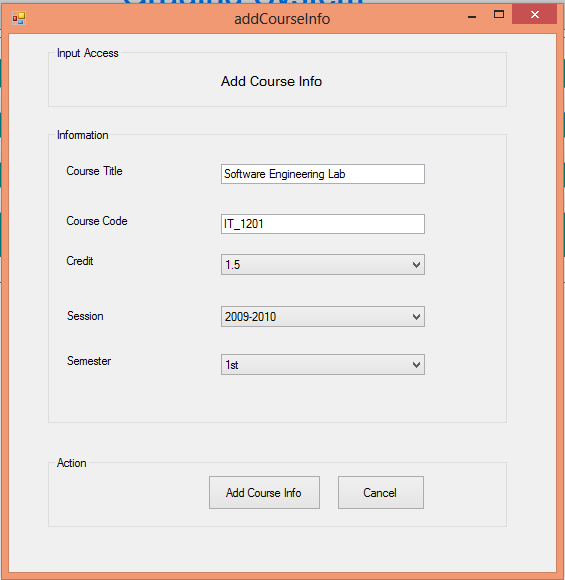 addCourseInfo
Input Access
Add Course Info
Information
Course Title
Software Engineering Lab
Course Code
IT_1201
Credit
1.5
Session
2009-2010
Semester
1st
Action
Add Course Info
Cancel